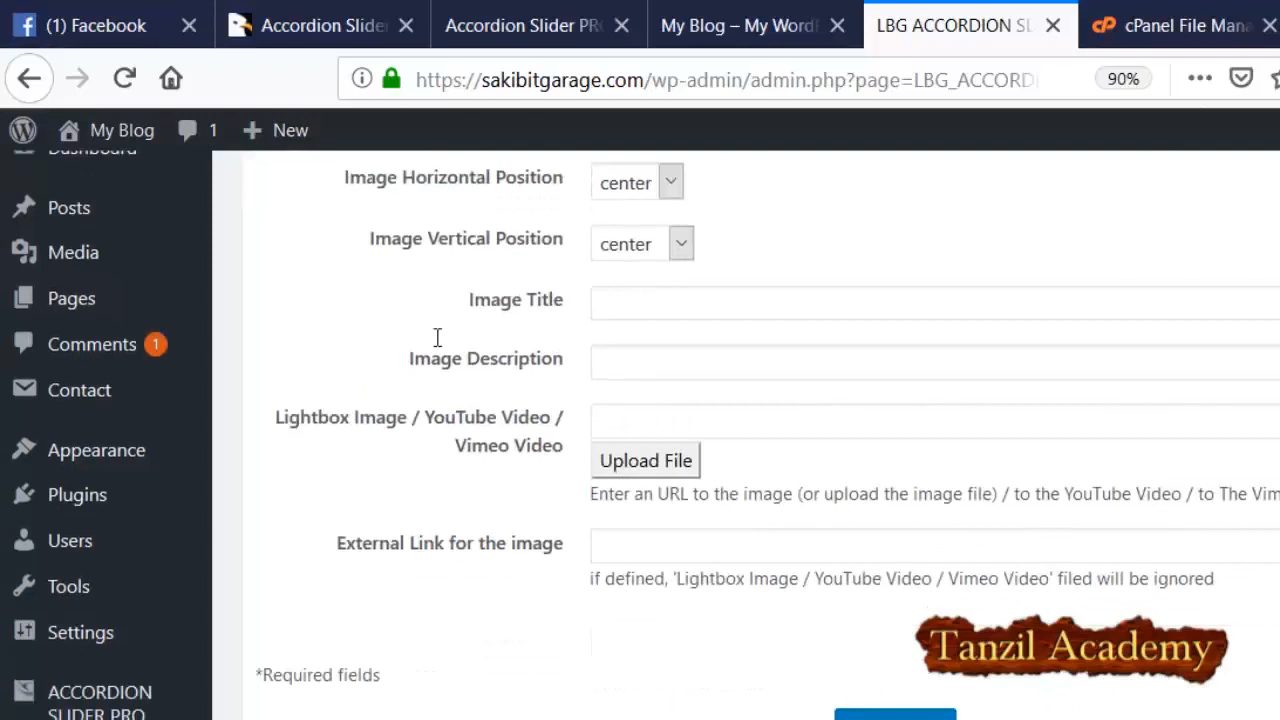 (1) Facebook
Accordion Slide
Accordion Slider PR
My Blog – My Word
LBG ACCORDION SL
cPanel File Mana
https://sakibitgarage.com/wp-admin/admin.php?page=LBG_ACCORD
90%
My Blog
1
New
Dashboard
Image Horizontal Position
center
Posts
Image Vertical Position
center
Media
Image Title
Pages
Comments 1
Image Description
Contact
Lightbox Image / YouTube Video /
Vimeo Video
Appearance
Upload File
Plugins
Enter an URL to the image (or upload the image file) / to the YouTube Video / to The Vim
Users
External Link for the image
Tools
if defined, 'Lightbox Image / YouTube Video / Vimeo Video' filed will be ignored
Settings
Tanzil Academy
*Required fields
ACCORDION
SLIDER PRO